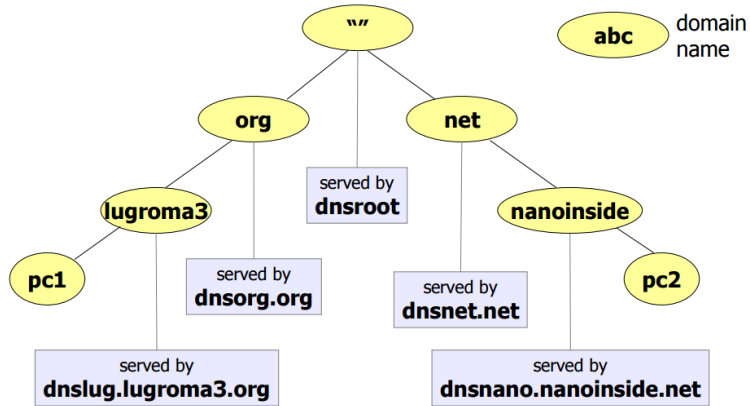 “”
abc
domain
name
org
net
served by
dnsroot
lugroma3
nanoinside
pc1
served by
dnsorg.org
served by
dnsnet.net
pc2
served by
dnslug.lugroma3.org
served by
dnsnano.nanoinside.net